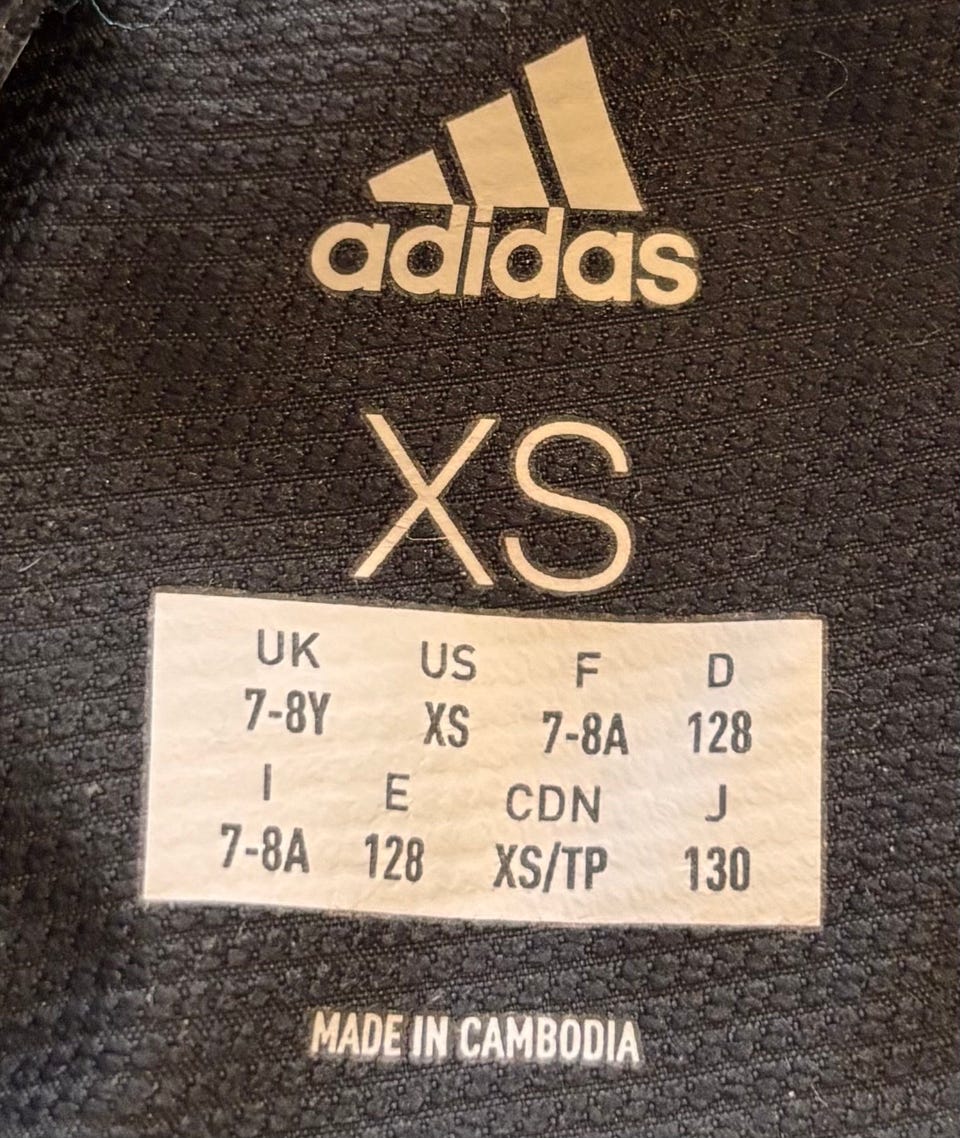 adidas
XS
UK US F D
7-8Y XS 7-8A 128
I E CDN J
7-8A 128 XS/TP 130
MADE IN CAMBODIA